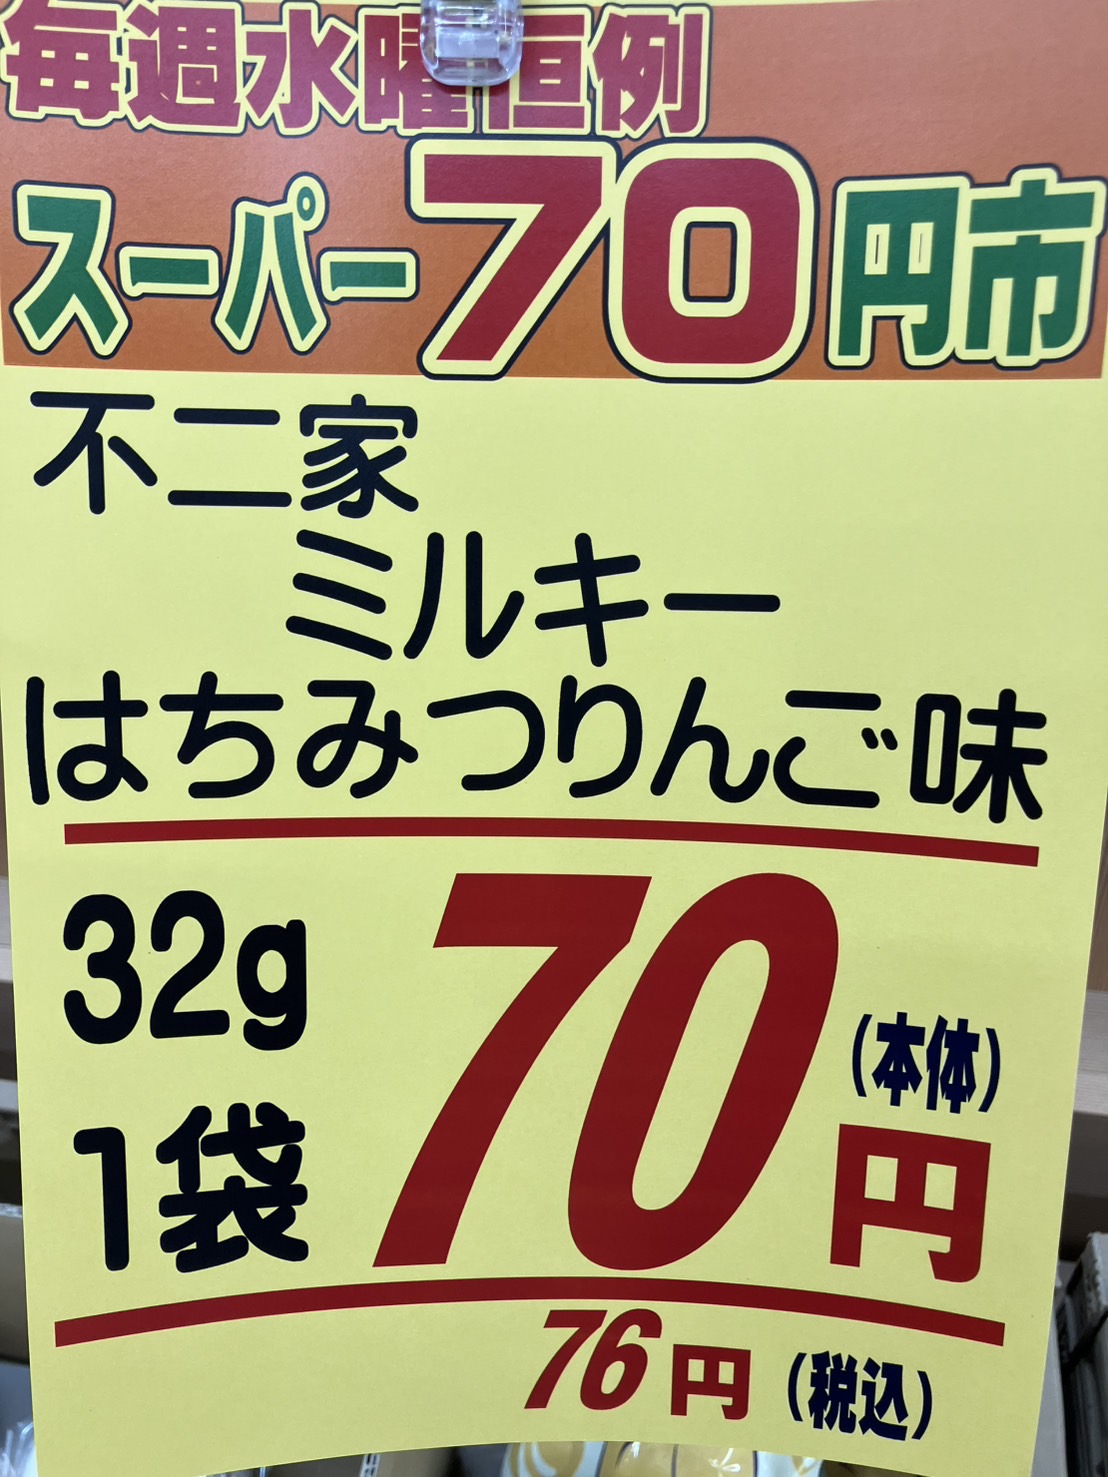 毎週水曜恒例
スーパー70円市
不二家
ミルキー
はちみつりんご味
32g
1袋
70円
(本体)
76円(税込)